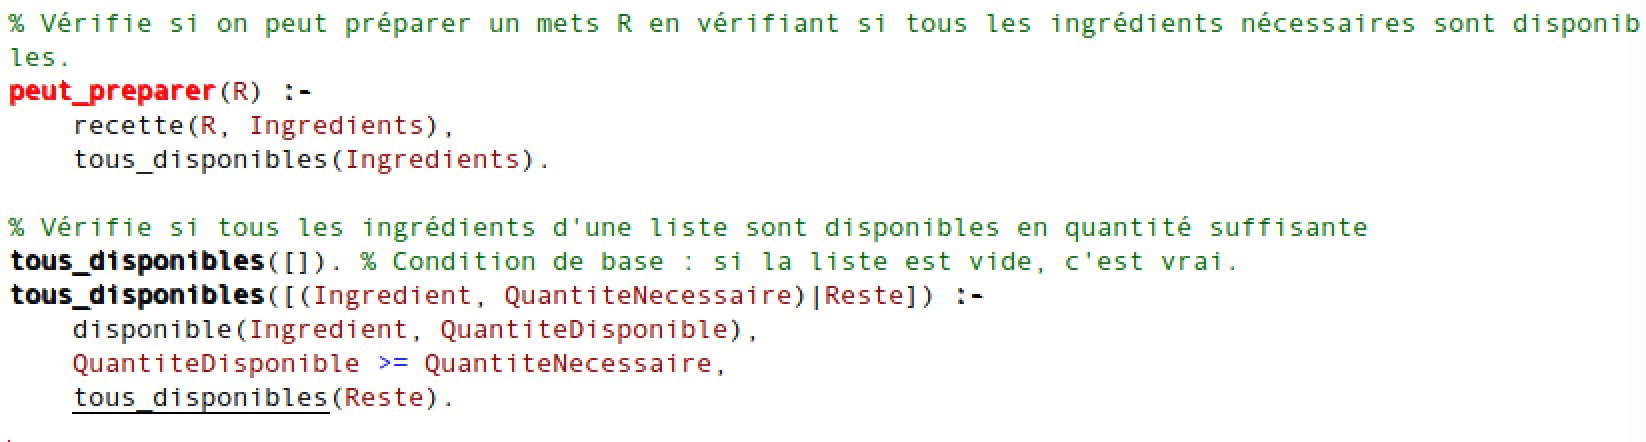 % Vérifie si on peut préparer un mets R en vérifiant si tous les ingrédients nécessaires sont disponib
les.
peut_preparer(R) :-
    recette(R, Ingredients),
    tous_disponibles(Ingredients).

% Vérifie si tous les ingrédients d'une liste sont disponibles en quantité suffisante
tous_disponibles([]). % Condition de base : si la liste est vide, c'est vrai.
tous_disponibles([(Ingredient, QuantiteNecessaire)|Reste]) :-
    disponible(Ingredient, QuantiteDisponible),
    QuantiteDisponible >= QuantiteNecessaire,
    tous_disponibles(Reste).